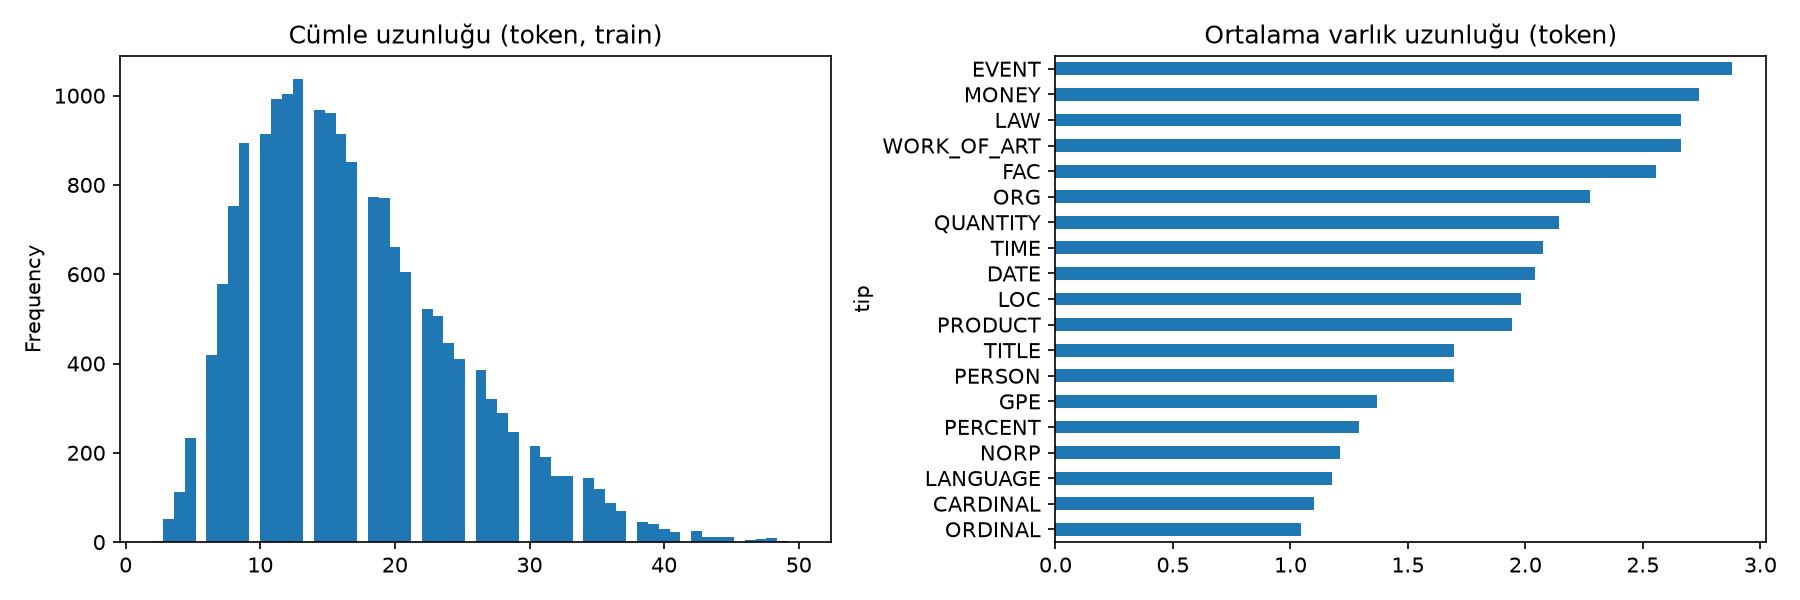 Cümle uzunluğu (token, train)
Frequency
1000
800
600
400
200
0
0 10 20 30 40 50
Ortalama varlık uzunluğu (token)
tip
EVENT
MONEY
LAW
WORK_OF_ART
FAC
ORG
QUANTITY
TIME
DATE
LOC
PRODUCT
TITLE
PERSON
GPE
PERCENT
NORP
LANGUAGE
CARDINAL
ORDINAL
0.0 0.5 1.0 1.5 2.0 2.5 3.0